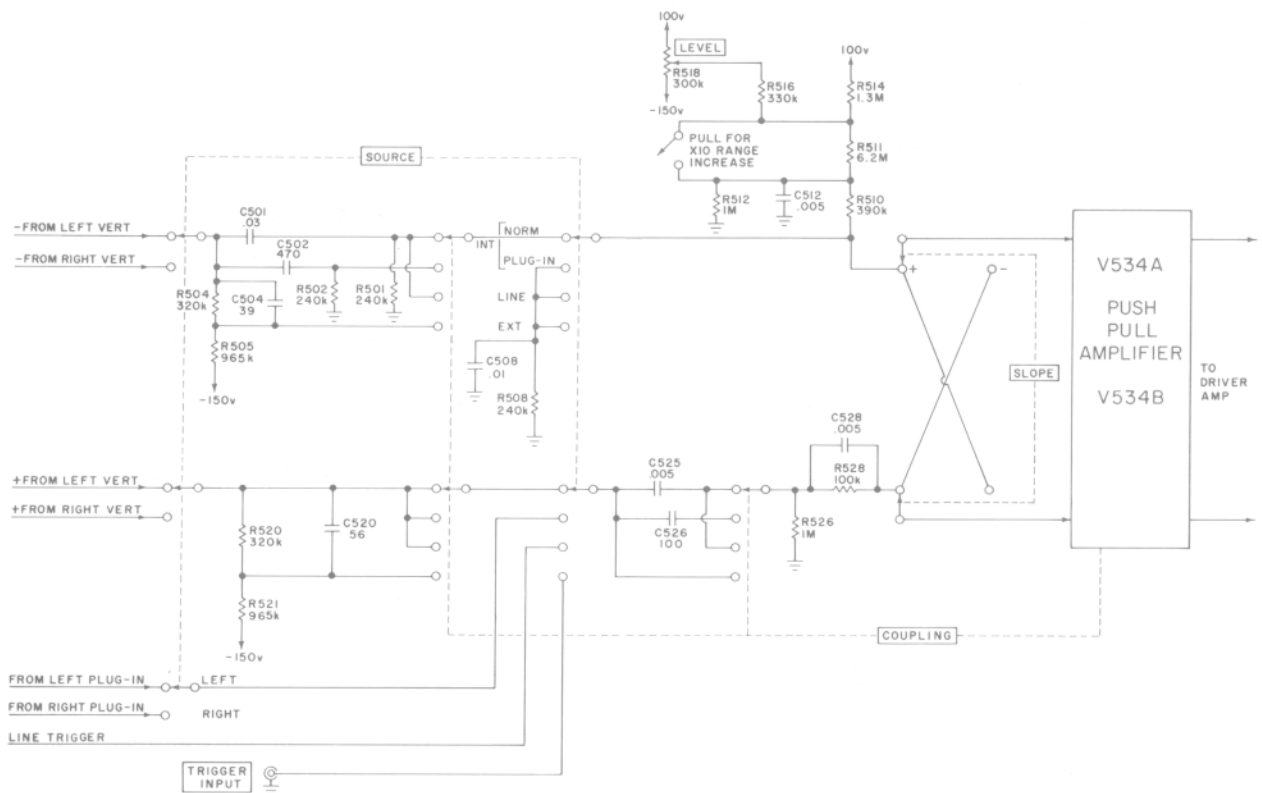 100v
LEVEL
R518
300k
-150v
R516
330k
100v
R514
1.3M
PULL FOR
X10 RANGE
INCREASE
R511
6.2M
R512
1M
C512
.005
R510
390k
SOURCE
-FROM LEFT VERT
-FROM RIGHT VERT
C501
.03
C502
470
R504
320k
C504
39
R502
240k
R501
240k
R505
965k
-150v
INT
NORM
PLUG-IN
LINE
EXT
C508
.01
R508
240k
+
-
SLOPE
V534A
PUSH
PULL
AMPLIFIER
V534B
TO
DRIVER
AMP
+FROM LEFT VERT
+FROM RIGHT VERT
R520
320k
C520
56
R521
965k
-150v
C525
.005
C526
100
C528
.005
R528
100k
R526
1M
COUPLING
FROM LEFT PLUG-IN
LEFT
FROM RIGHT PLUG-IN
RIGHT
LINE TRIGGER
TRIGGER
INPUT